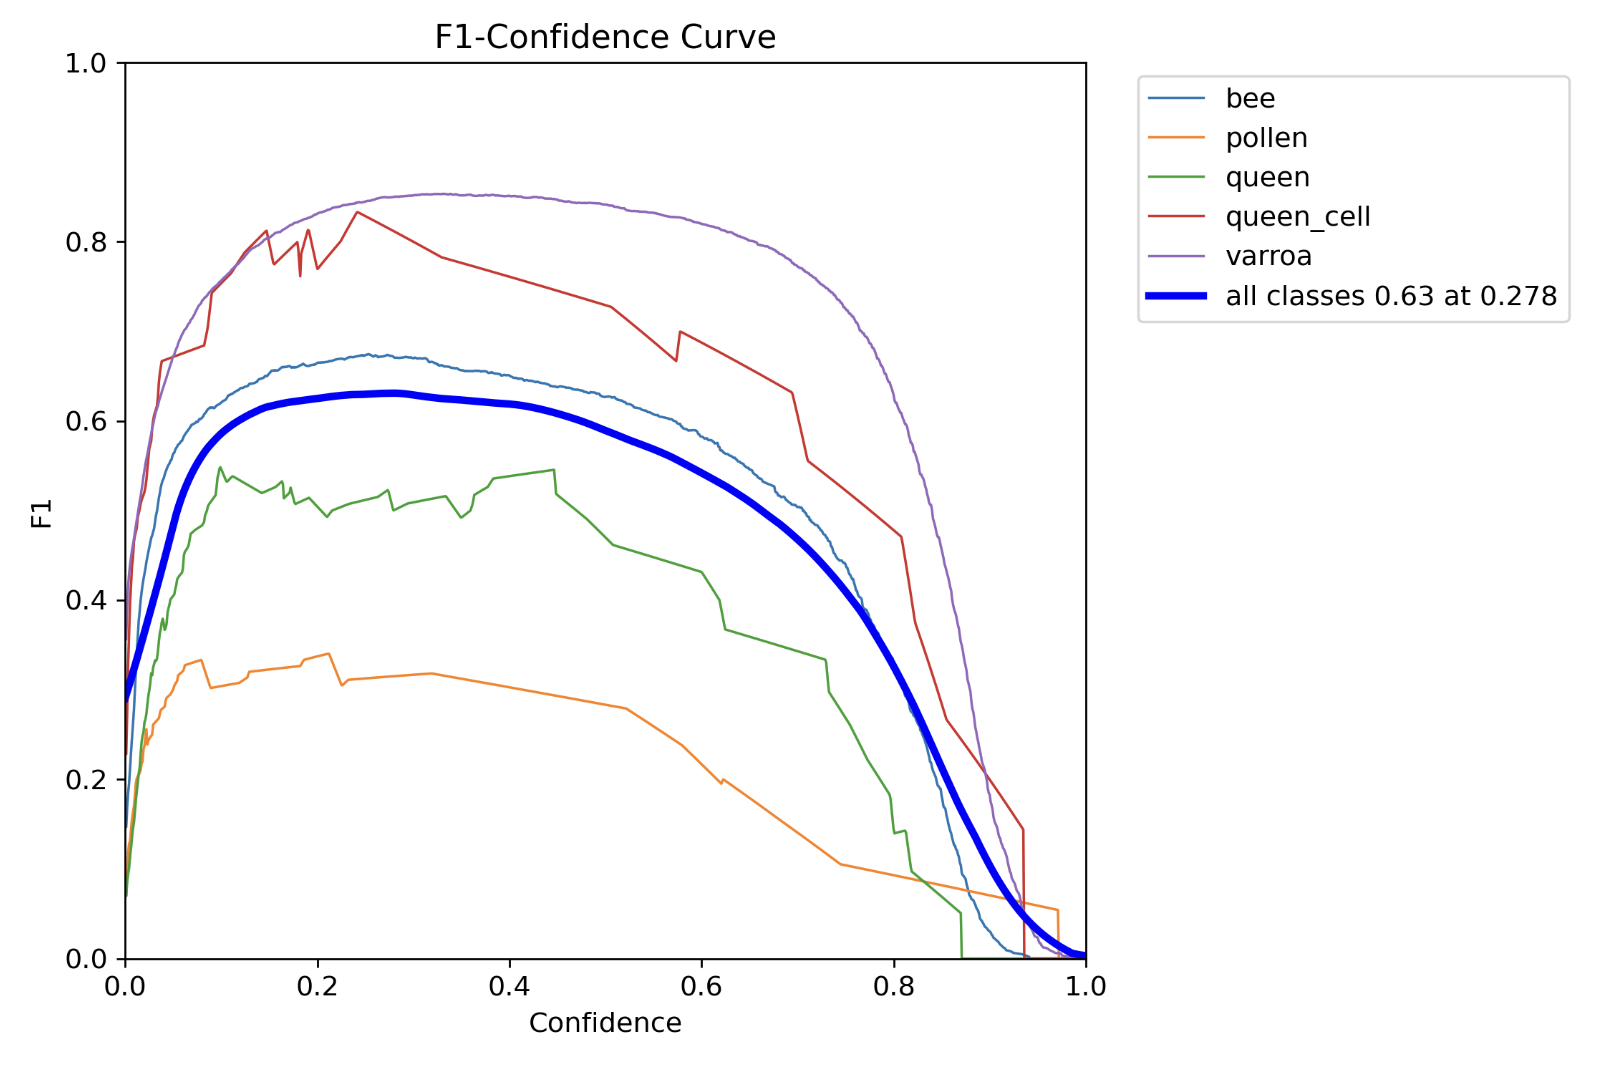 F1-Confidence Curve
1.0
0.8
0.6
0.4
0.2
0.0
F1
0.0 0.2 0.4 0.6 0.8 1.0
Confidence
bee
pollen
queen
queen_cell
varroa
all classes 0.63 at 0.278